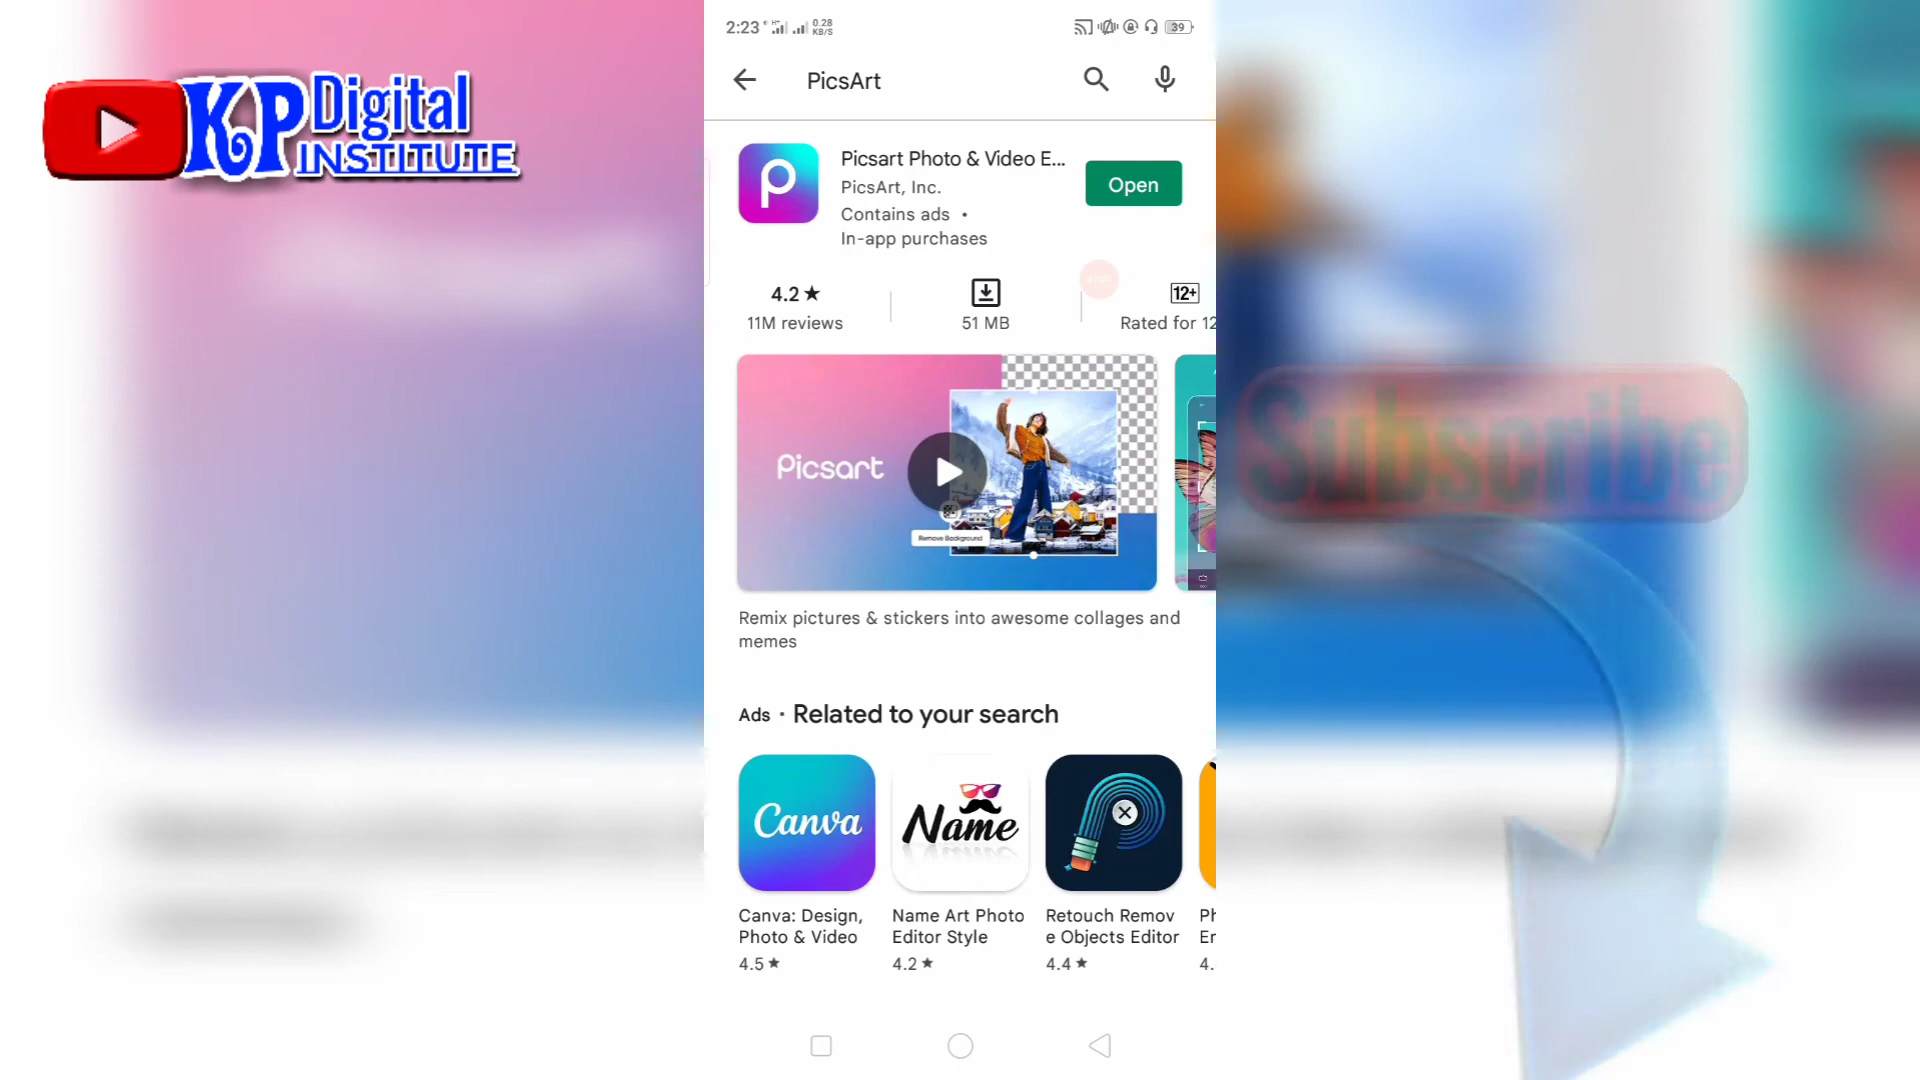 2:23
0.28
KB/S
39
PicsArt
KP Digital
INSTITUTE
Picsart Photo & Video E...
PicsArt, Inc.
Contains ads •
In-app purchases
Open
4.2 ★
11M reviews
51 MB
12+
Rated for 12
Picsart
Remove Background
Subscribe
Remix pictures & stickers into awesome collages and
memes
Ads · Related to your search
Canva
Name
Canva: Design,
Photo & Video
4.5 ★
Name Art Photo
Editor Style
4.2 ★
Retouch Remov
e Objects Editor
4.4 ★
Ph
Er
4.